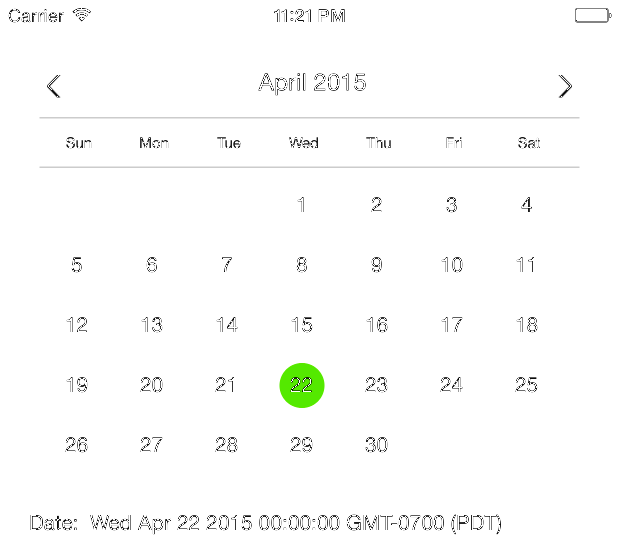 Carrier 11:21 PM
April 2015
Sun Mon Tue Wed Thu Fri Sat
1 2 3 4
5 6 7 8 9 10 11
12 13 14 15 16 17 18
19 20 21 22 23 24 25
26 27 28 29 30
Date: Wed Apr 22 2015 00:00:00 GMT-0700 (PDT)